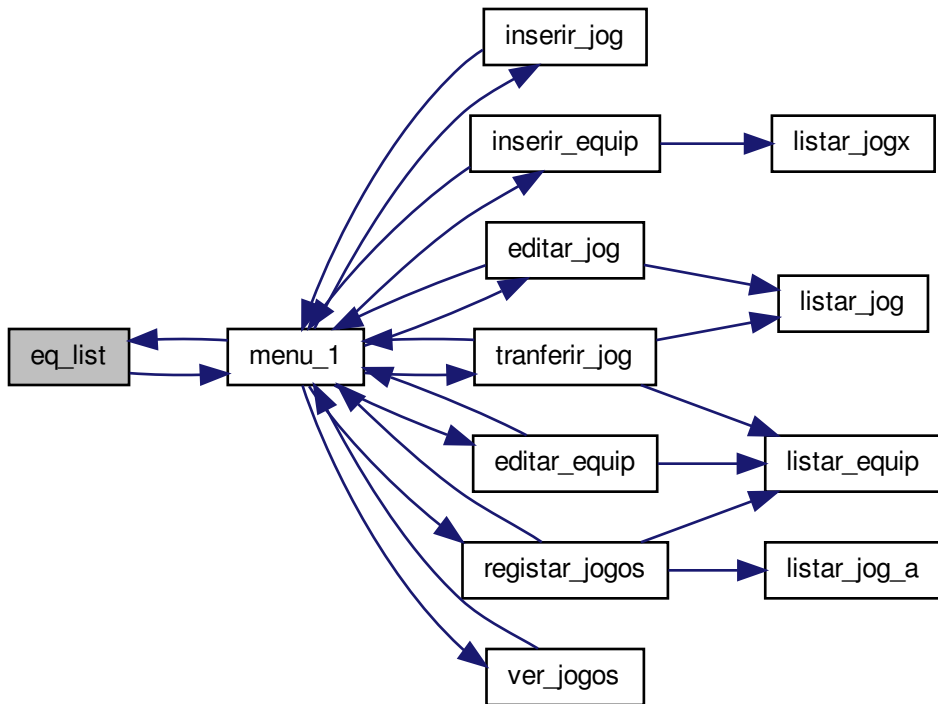 inserir_jog
inserir_equip
listar_jogx
editar_jog
listar_jog
eq_list
menu_1
tranferir_jog
editar_equip
listar_equip
registar_jogos
listar_jog_a
ver_jogos